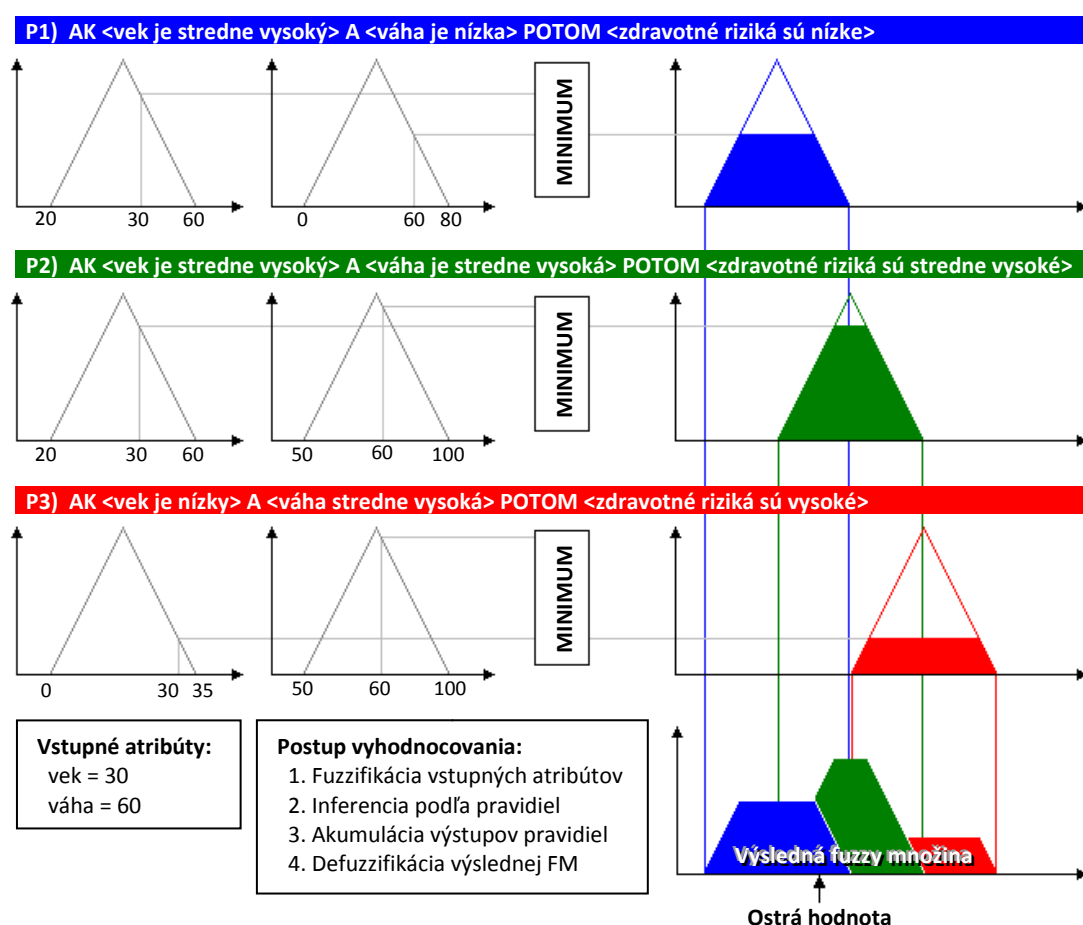 P1) AK <vek je stredne vysoký> A <váha je nízka> POTOM <zdravotné riziká sú nízke>
MINIMUM
20 30 60 0 60 80
P2) AK <vek je stredne vysoký> A <váha je stredne vysoká> POTOM <zdravotné riziká sú stredne vysoké>
MINIMUM
20 30 60 50 60 100
P3) AK <vek je nízky> A <váha stredne vysoká> POTOM <zdravotné riziká sú vysoké>
MINIMUM
0 30 35 50 60 100
Vstupné atribúty:
vek = 30
váha = 60
Postup vyhodnocovania:
1. Fuzzifikácia vstupných atribútov
2. Inferencia podľa pravidiel
3. Akumulácia výstupov pravidiel
4. Defuzzifikácia výslednej FM
Výsledná fuzzy množina
Ostrá hodnota